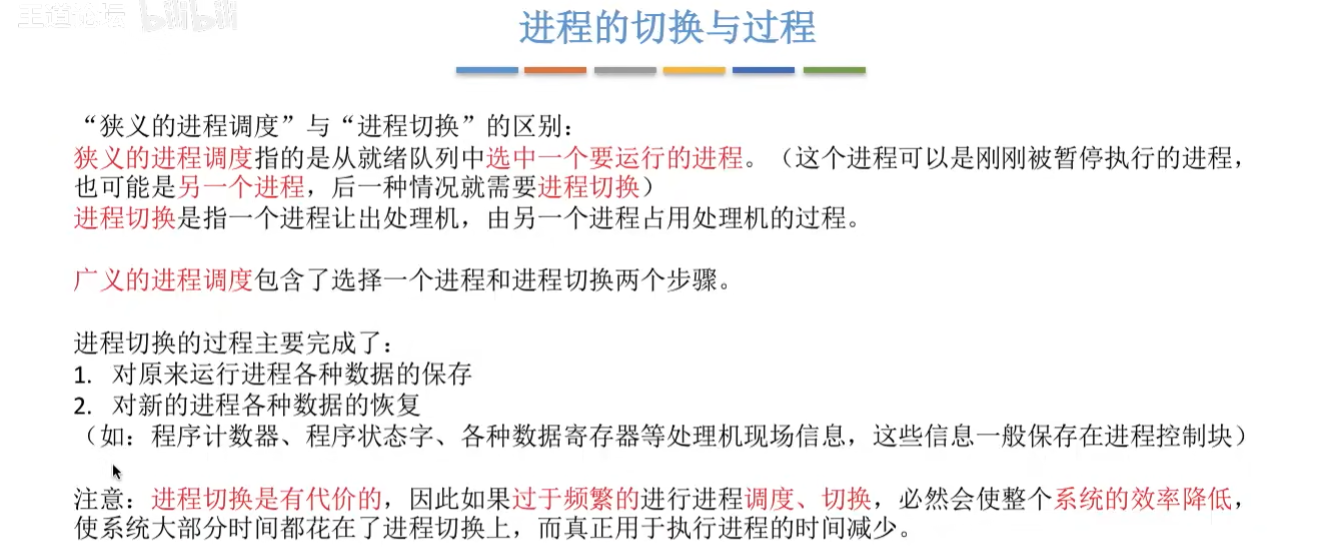 王道论坛 bilibili
进程的切换与过程
“狭义的进程调度”与“进程切换”的区别：
狭义的进程调度指的是从就绪队列中选中一个要运行的进程。（这个进程可以是刚刚被暂停执行的进程，
也可能是另一个进程，后一种情况就需要进程切换）
进程切换是指一个进程让出处理机，由另一个进程占用处理机的过程。
广义的进程调度包含了选择一个进程和进程切换两个步骤。
进程切换的过程主要完成了：
1. 对原来运行进程各种数据的保存
2. 对新的进程各种数据的恢复
（如：程序计数器、程序状态字、各种数据寄存器等处理机现场信息，这些信息一般保存在进程控制块）
注意：进程切换是有代价的，因此如果过于频繁的进行进程调度、切换，必然会使整个系统的效率降低，
使系统大部分时间都花在了进程切换上，而真正用于执行进程的时间减少。